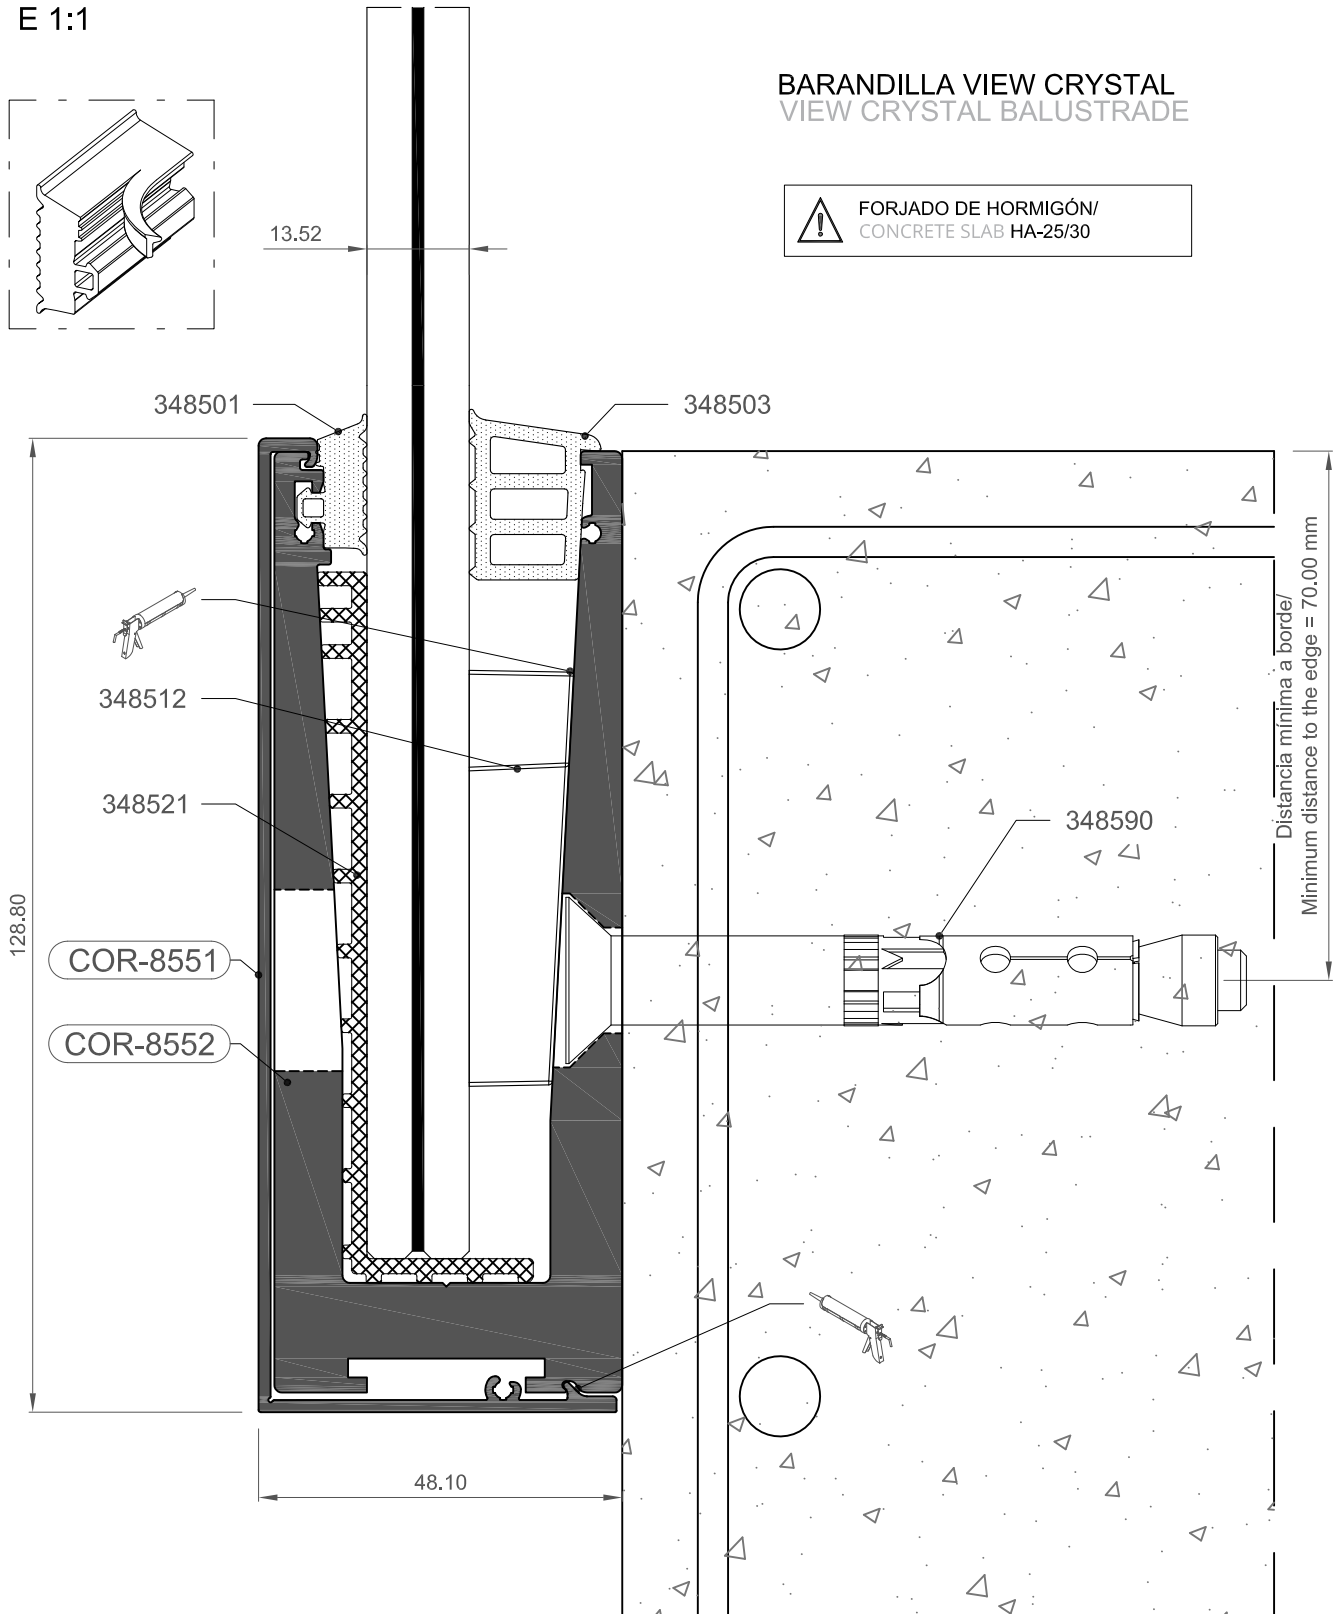 E 1:1
BARANDILLA VIEW CRYSTAL
VIEW CRYSTAL BALUSTRADE
FORJADO DE HORMIGÓN/
CONCRETE SLAB HA-25/30
13.52
348501
348503
348512
348521
348590
128.80
COR-8551
COR-8552
Distancia mínima a borde/
Minimum distance to the edge = 70.00 mm
48.10